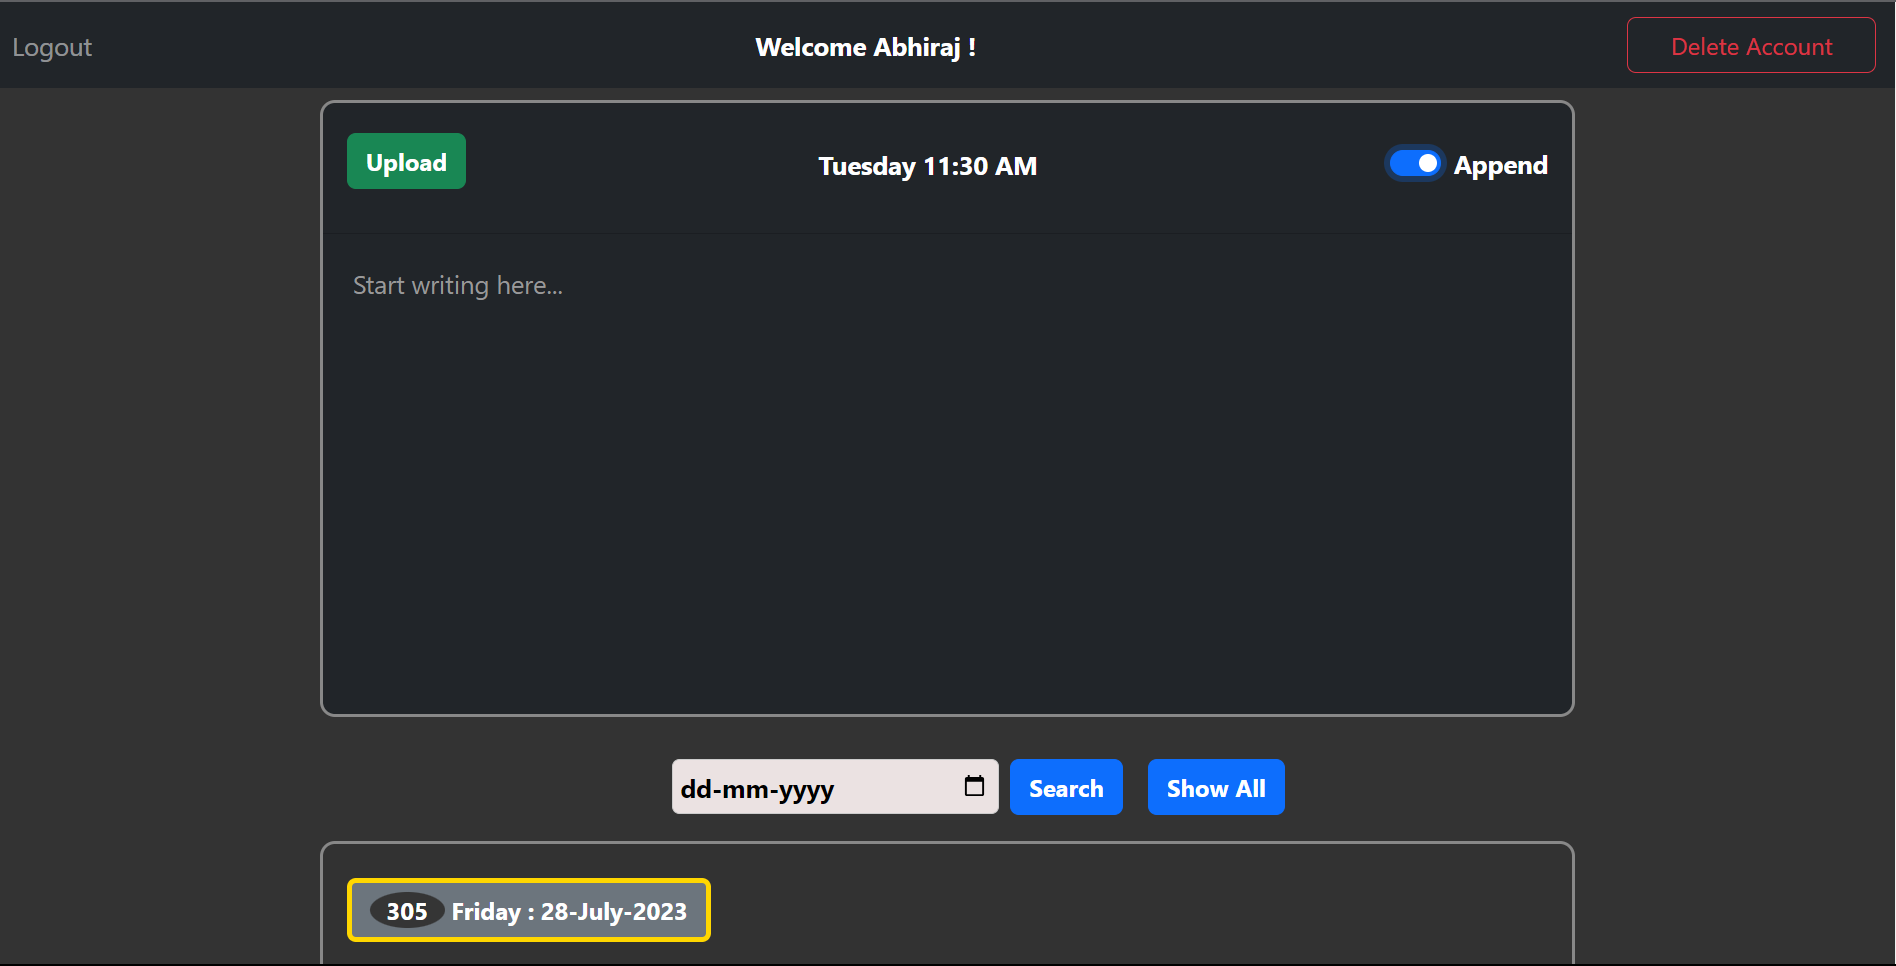 Logout
Welcome Abhiraj !
Delete Account
Upload
Tuesday 11:30 AM
Append
Start writing here...
dd-mm-yyyy
Search
Show All
305 Friday : 28-July-2023